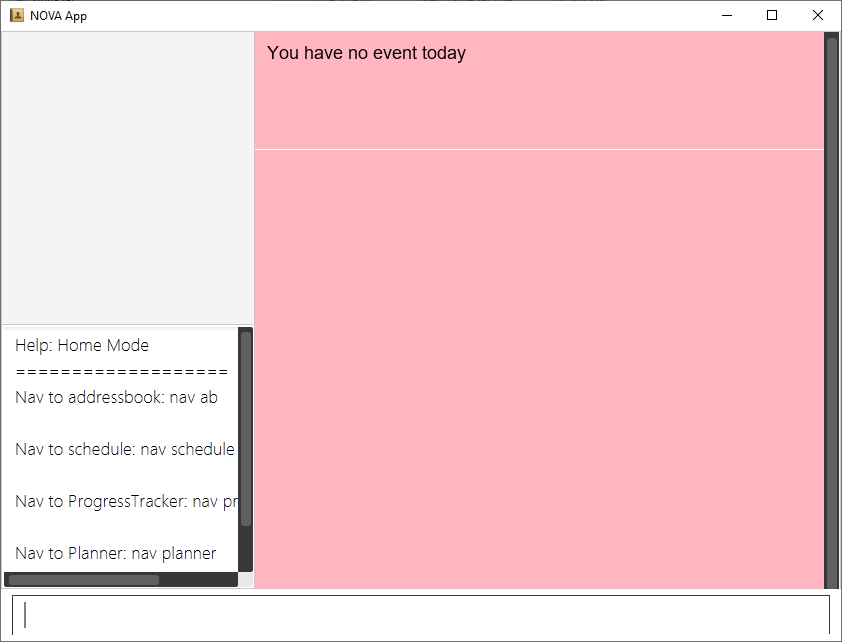 NOVA App
You have no event today
Help: Home Mode
===================
Nav to addressbook: nav ab
Nav to schedule: nav schedule
Nav to ProgressTracker: nav pr
Nav to Planner: nav planner